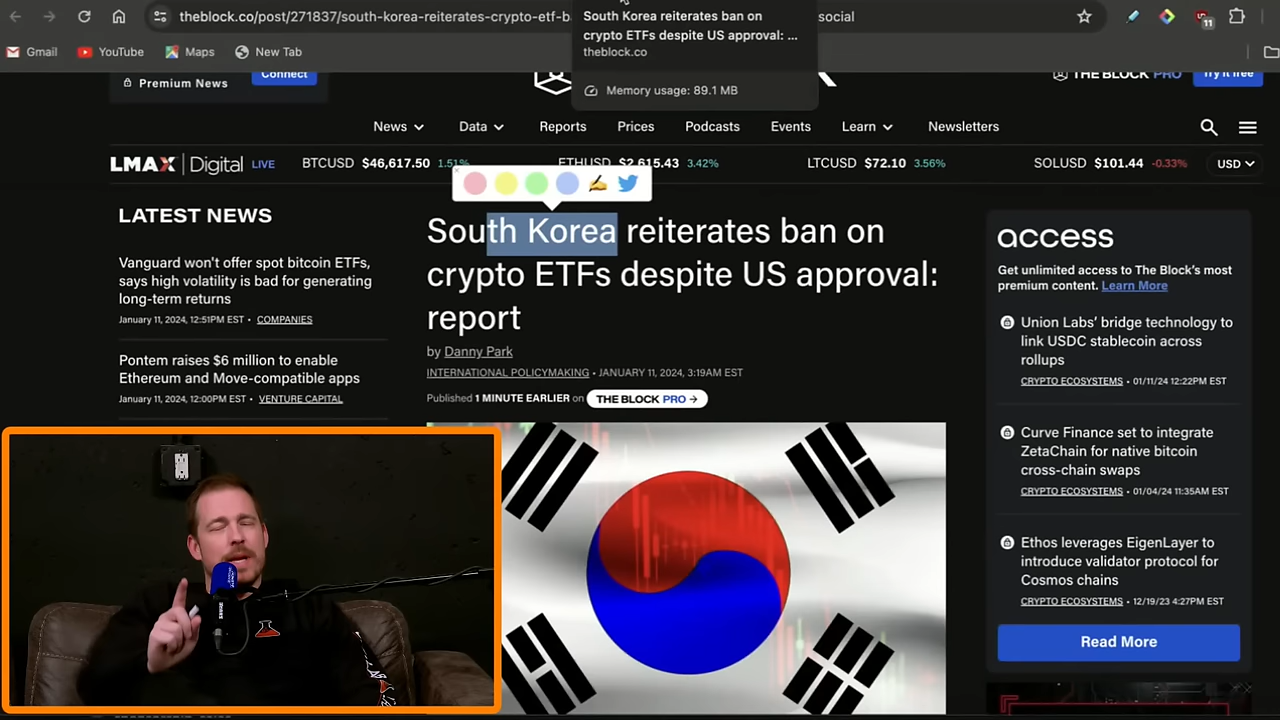 theblock.co/post/271837/south-korea-reiterates-crypto-etf-ba
social
South Korea reiterates ban on
crypto ETFs despite US approval: ...
theblock.co
Memory usage: 89.1 MB
11
Gmail
YouTube
Maps
New Tab
Premium News
Connect
THE BLOCK PRO
Try it free
News
Data
Reports
Prices
Podcasts
Events
Learn
Newsletters
LMAX Digital LIVE
BTCUSD $46,617.50 1.51%
ETHUSD $2,615.43 3.42%
LTCUSD $72.10 3.56%
SOLUSD $101.44 -0.33%
USD
LATEST NEWS
Vanguard won't offer spot bitcoin ETFs,
says high volatility is bad for generating
long-term returns
January 11, 2024, 12:51PM EST • COMPANIES
Pontem raises $6 million to enable
Ethereum and Move-compatible apps
January 11, 2024, 12:00PM EST • VENTURE CAPITAL
South Korea reiterates ban on
crypto ETFs despite US approval:
report
by Danny Park
INTERNATIONAL POLICYMAKING • JANUARY 11, 2024, 3:19AM EST
Published 1 MINUTE EARLIER on THE BLOCK PRO →
access
Get unlimited access to The Block's most
premium content. Learn More
Union Labs' bridge technology to
link USDC stablecoin across
rollups
CRYPTO ECOSYSTEMS • 01/11/24 12:22PM EST
Curve Finance set to integrate
ZetaChain for native bitcoin
cross-chain swaps
CRYPTO ECOSYSTEMS • 01/04/24 11:35AM EST
Ethos leverages EigenLayer to
introduce validator protocol for
Cosmos chains
CRYPTO ECOSYSTEMS • 12/19/23 4:27PM EST
Read More